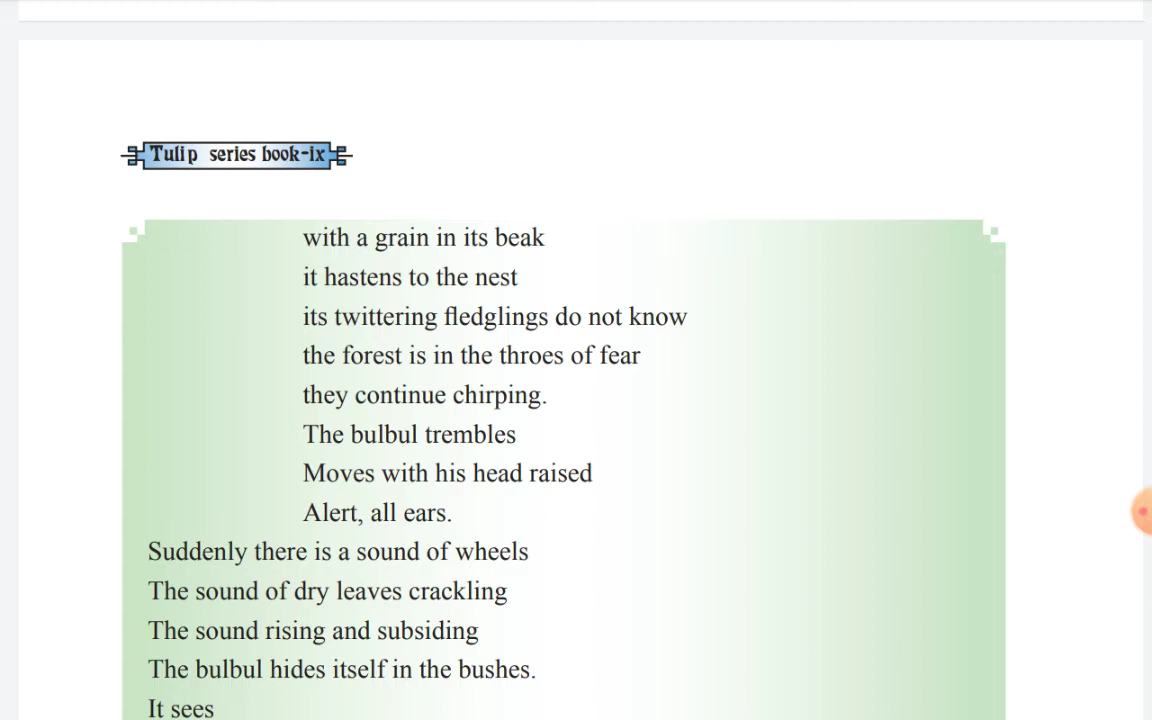 Tulip series book-ix
with a grain in its beak
it hastens to the nest
its twittering fledglings do not know
the forest is in the throes of fear
they continue chirping.
The bulbul trembles
Moves with his head raised
Alert, all ears.
Suddenly there is a sound of wheels
The sound of dry leaves crackling
The sound rising and subsiding
The bulbul hides itself in the bushes.
It sees